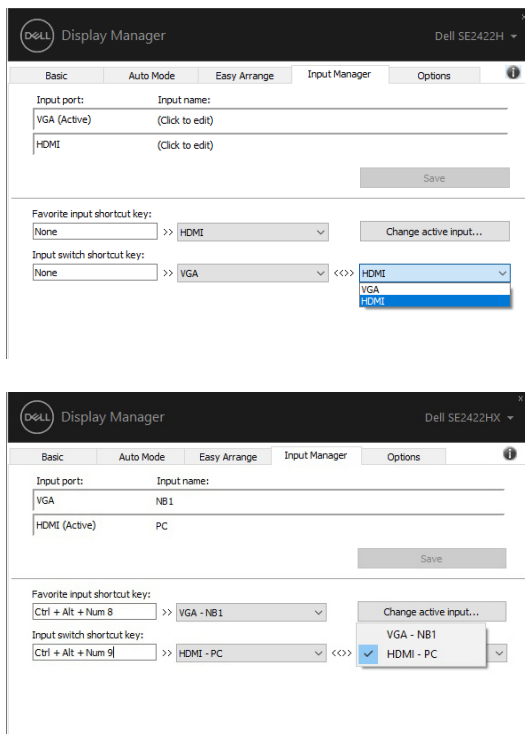 DELL Display Manager Dell SE2422H
x
Basic Auto Mode Easy Arrange Input Manager Options i
Input port: Input name:
VGA (Active) (Click to edit)
HDMI (Click to edit)
Save
Favorite input shortcut key:
None >> HDMI Change active input...
Input switch shortcut key:
None >> VGA <<>> HDMI
VGA
HDMI
x
DELL Display Manager Dell SE2422HX
Basic Auto Mode Easy Arrange Input Manager Options i
Input port: Input name:
VGA NB1
HDMI (Active) PC
Save
Favorite input shortcut key:
Ctrl + Alt + Num 8 >> VGA - NB1 Change active input...
Input switch shortcut key:
VGA - NB1
Ctrl + Alt + Num 9 >> HDMI - PC <<>> HDMI - PC